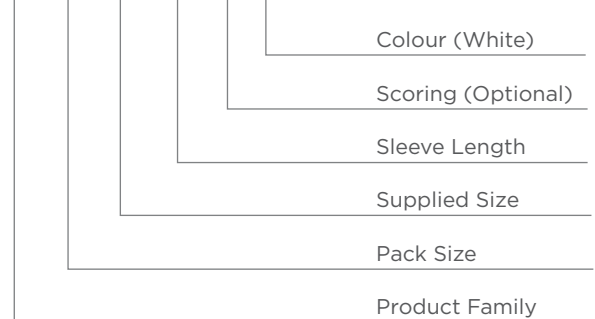 Colour (White)
Scoring (Optional)
Sleeve Length
Supplied Size
Pack Size
Product Family